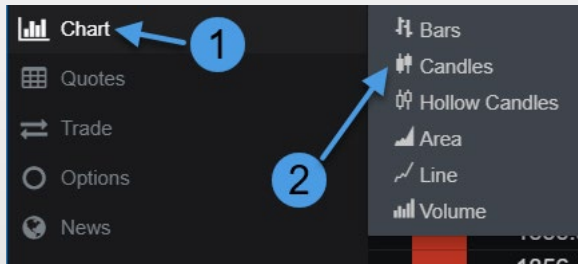 Chart
1
Quotes
Trade
Options
News
Bars
Candles
Hollow Candles
Area
2
Line
Volume